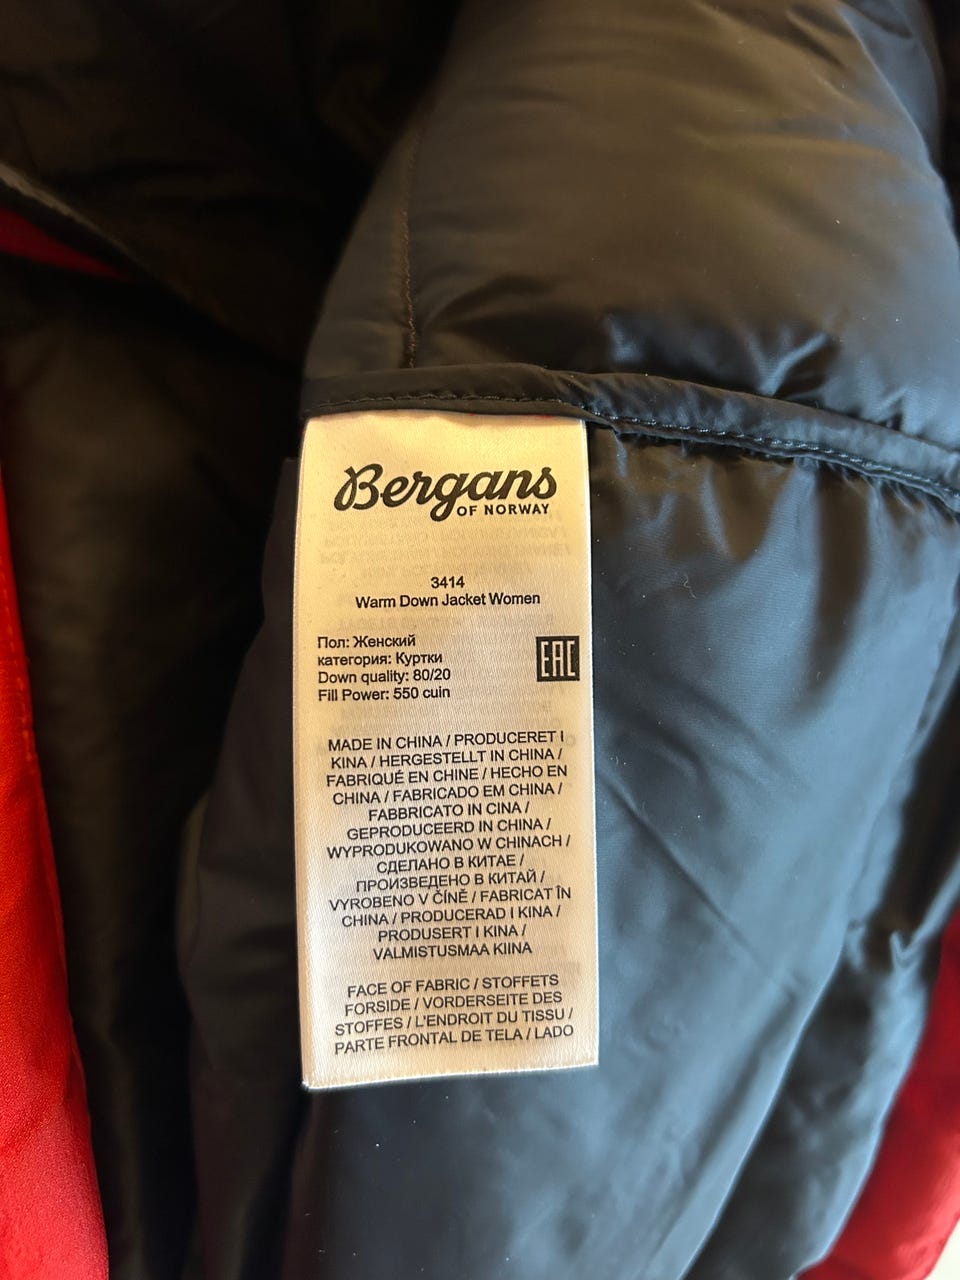 Bergans
OF NORWAY
3414
Warm Down Jacket Women
Пол: Женский
категория: Куртки
Down quality: 80/20
Fill Power: 550 cuin
EAC
MADE IN CHINA / PRODUCERET I
KINA / HERGESTELLT IN CHINA /
FABRIQUÉ EN CHINE / HECHO EN
CHINA / FABRICADO EM CHINA /
FABBRICATO IN CINA /
GEPRODUCEERD IN CHINA /
WYPRODUKOWANO W CHINACH /
СДЕЛАНО В КИТАЕ /
ПРОИЗВЕДЕНО В КИТАЙ /
VYROBENO V ČÍNĚ / FABRICAT ÎN
CHINA / PRODUCERAD I KINA /
PRODUSERT I KINA /
VALMISTUSMAA KIINA
FACE OF FABRIC / STOFFETS
FORSIDE / VORDERSEITE DES
STOFFES / L'ENDROIT DU TISSU /
PARTE FRONTAL DE TELA / LADO